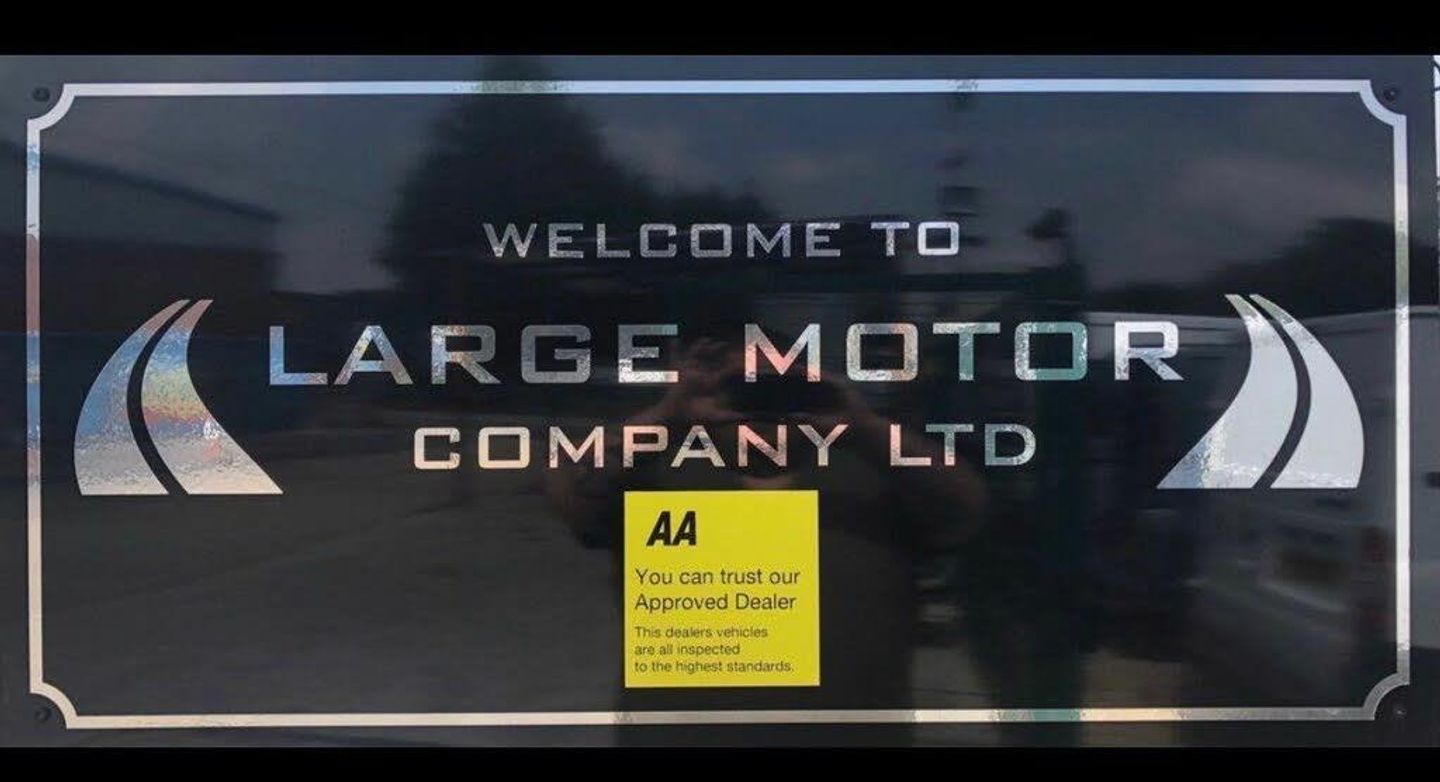 WELCOME TO
LARGE MOTOR
COMPANY LTD
AA
You can trust our
Approved Dealer
This dealers vehicles
are all inspected
to the highest standards.